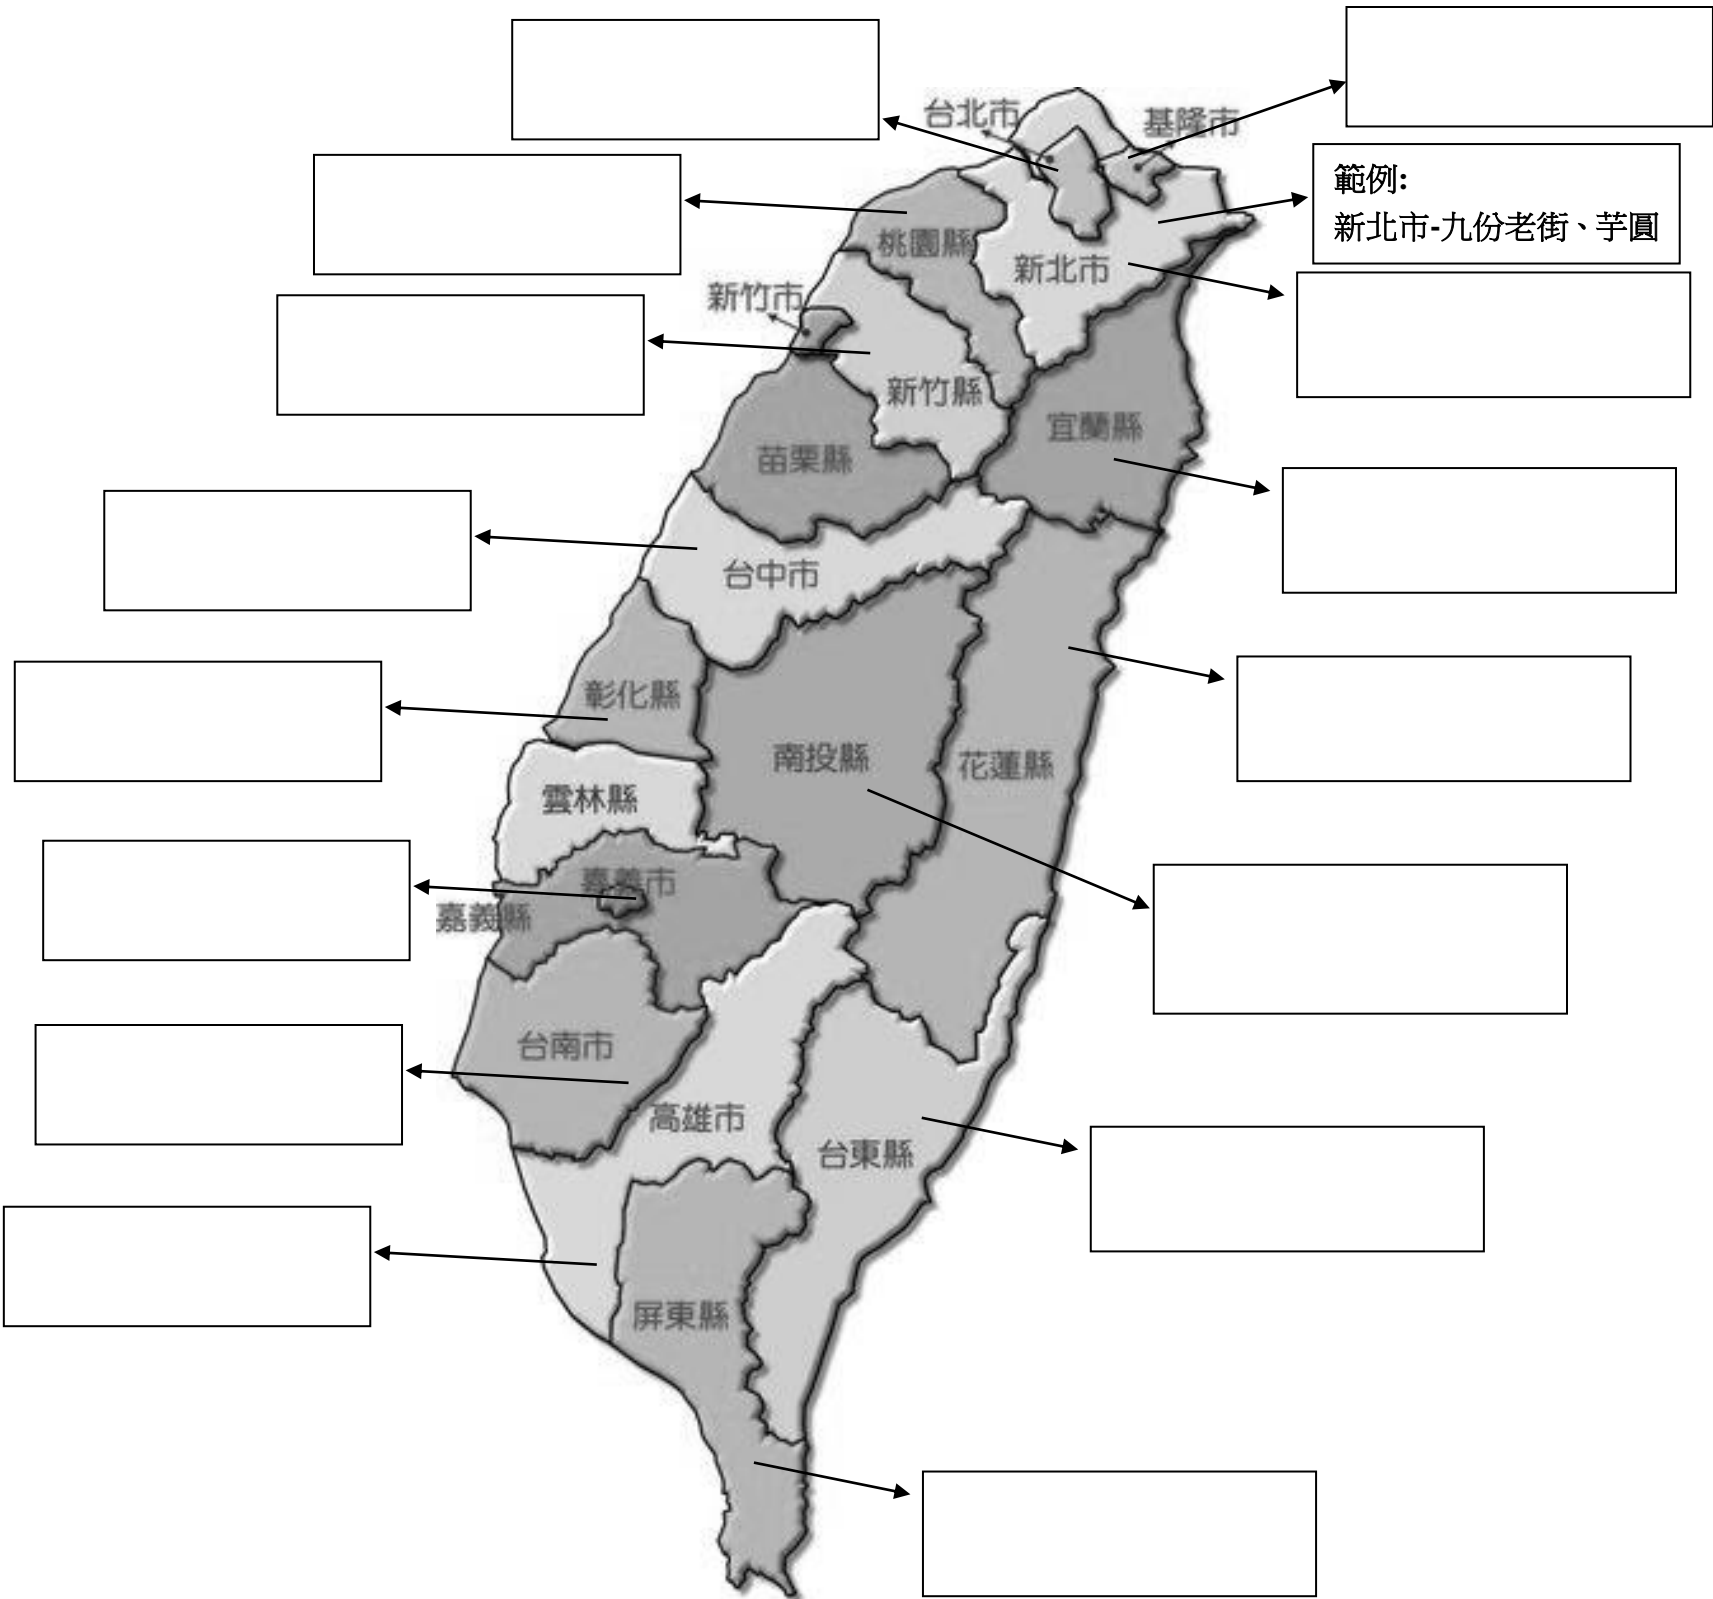 台北市
基隆市
範例:
新北市-九份老街、芋圓
桃園縣
新北市
新竹市
新竹縣
宜蘭縣
苗栗縣
台中市
彰化縣
南投縣
花蓮縣
雲林縣
嘉義市
嘉義縣
台南市
高雄市
台東縣
屏東縣